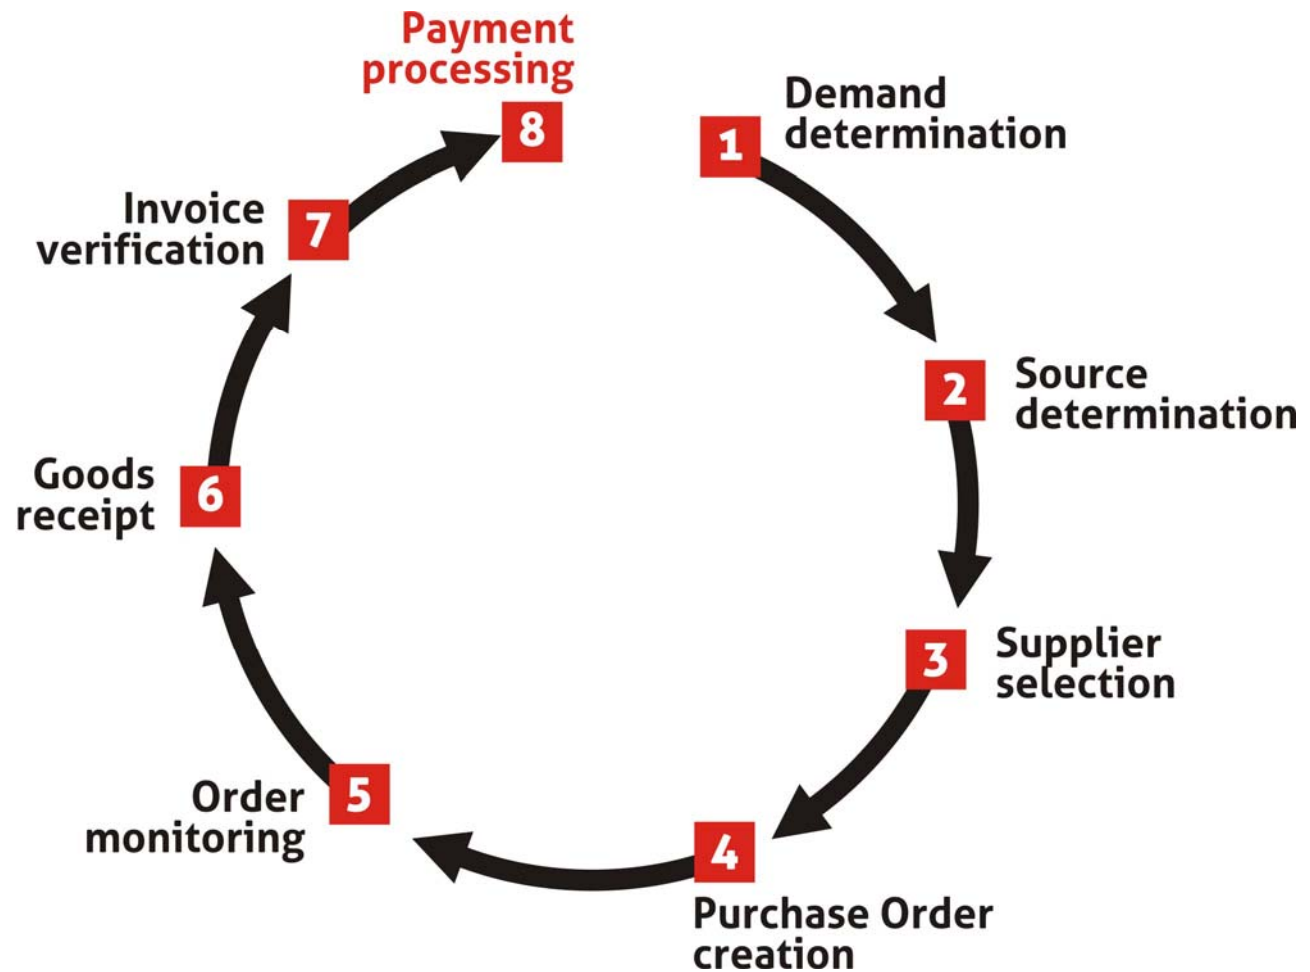 Payment
processing
8
1
Demand
determination
2
Source
determination
3
Supplier
selection
4
Purchase Order
creation
5
Order
monitoring
6
Goods
receipt
7
Invoice
verification